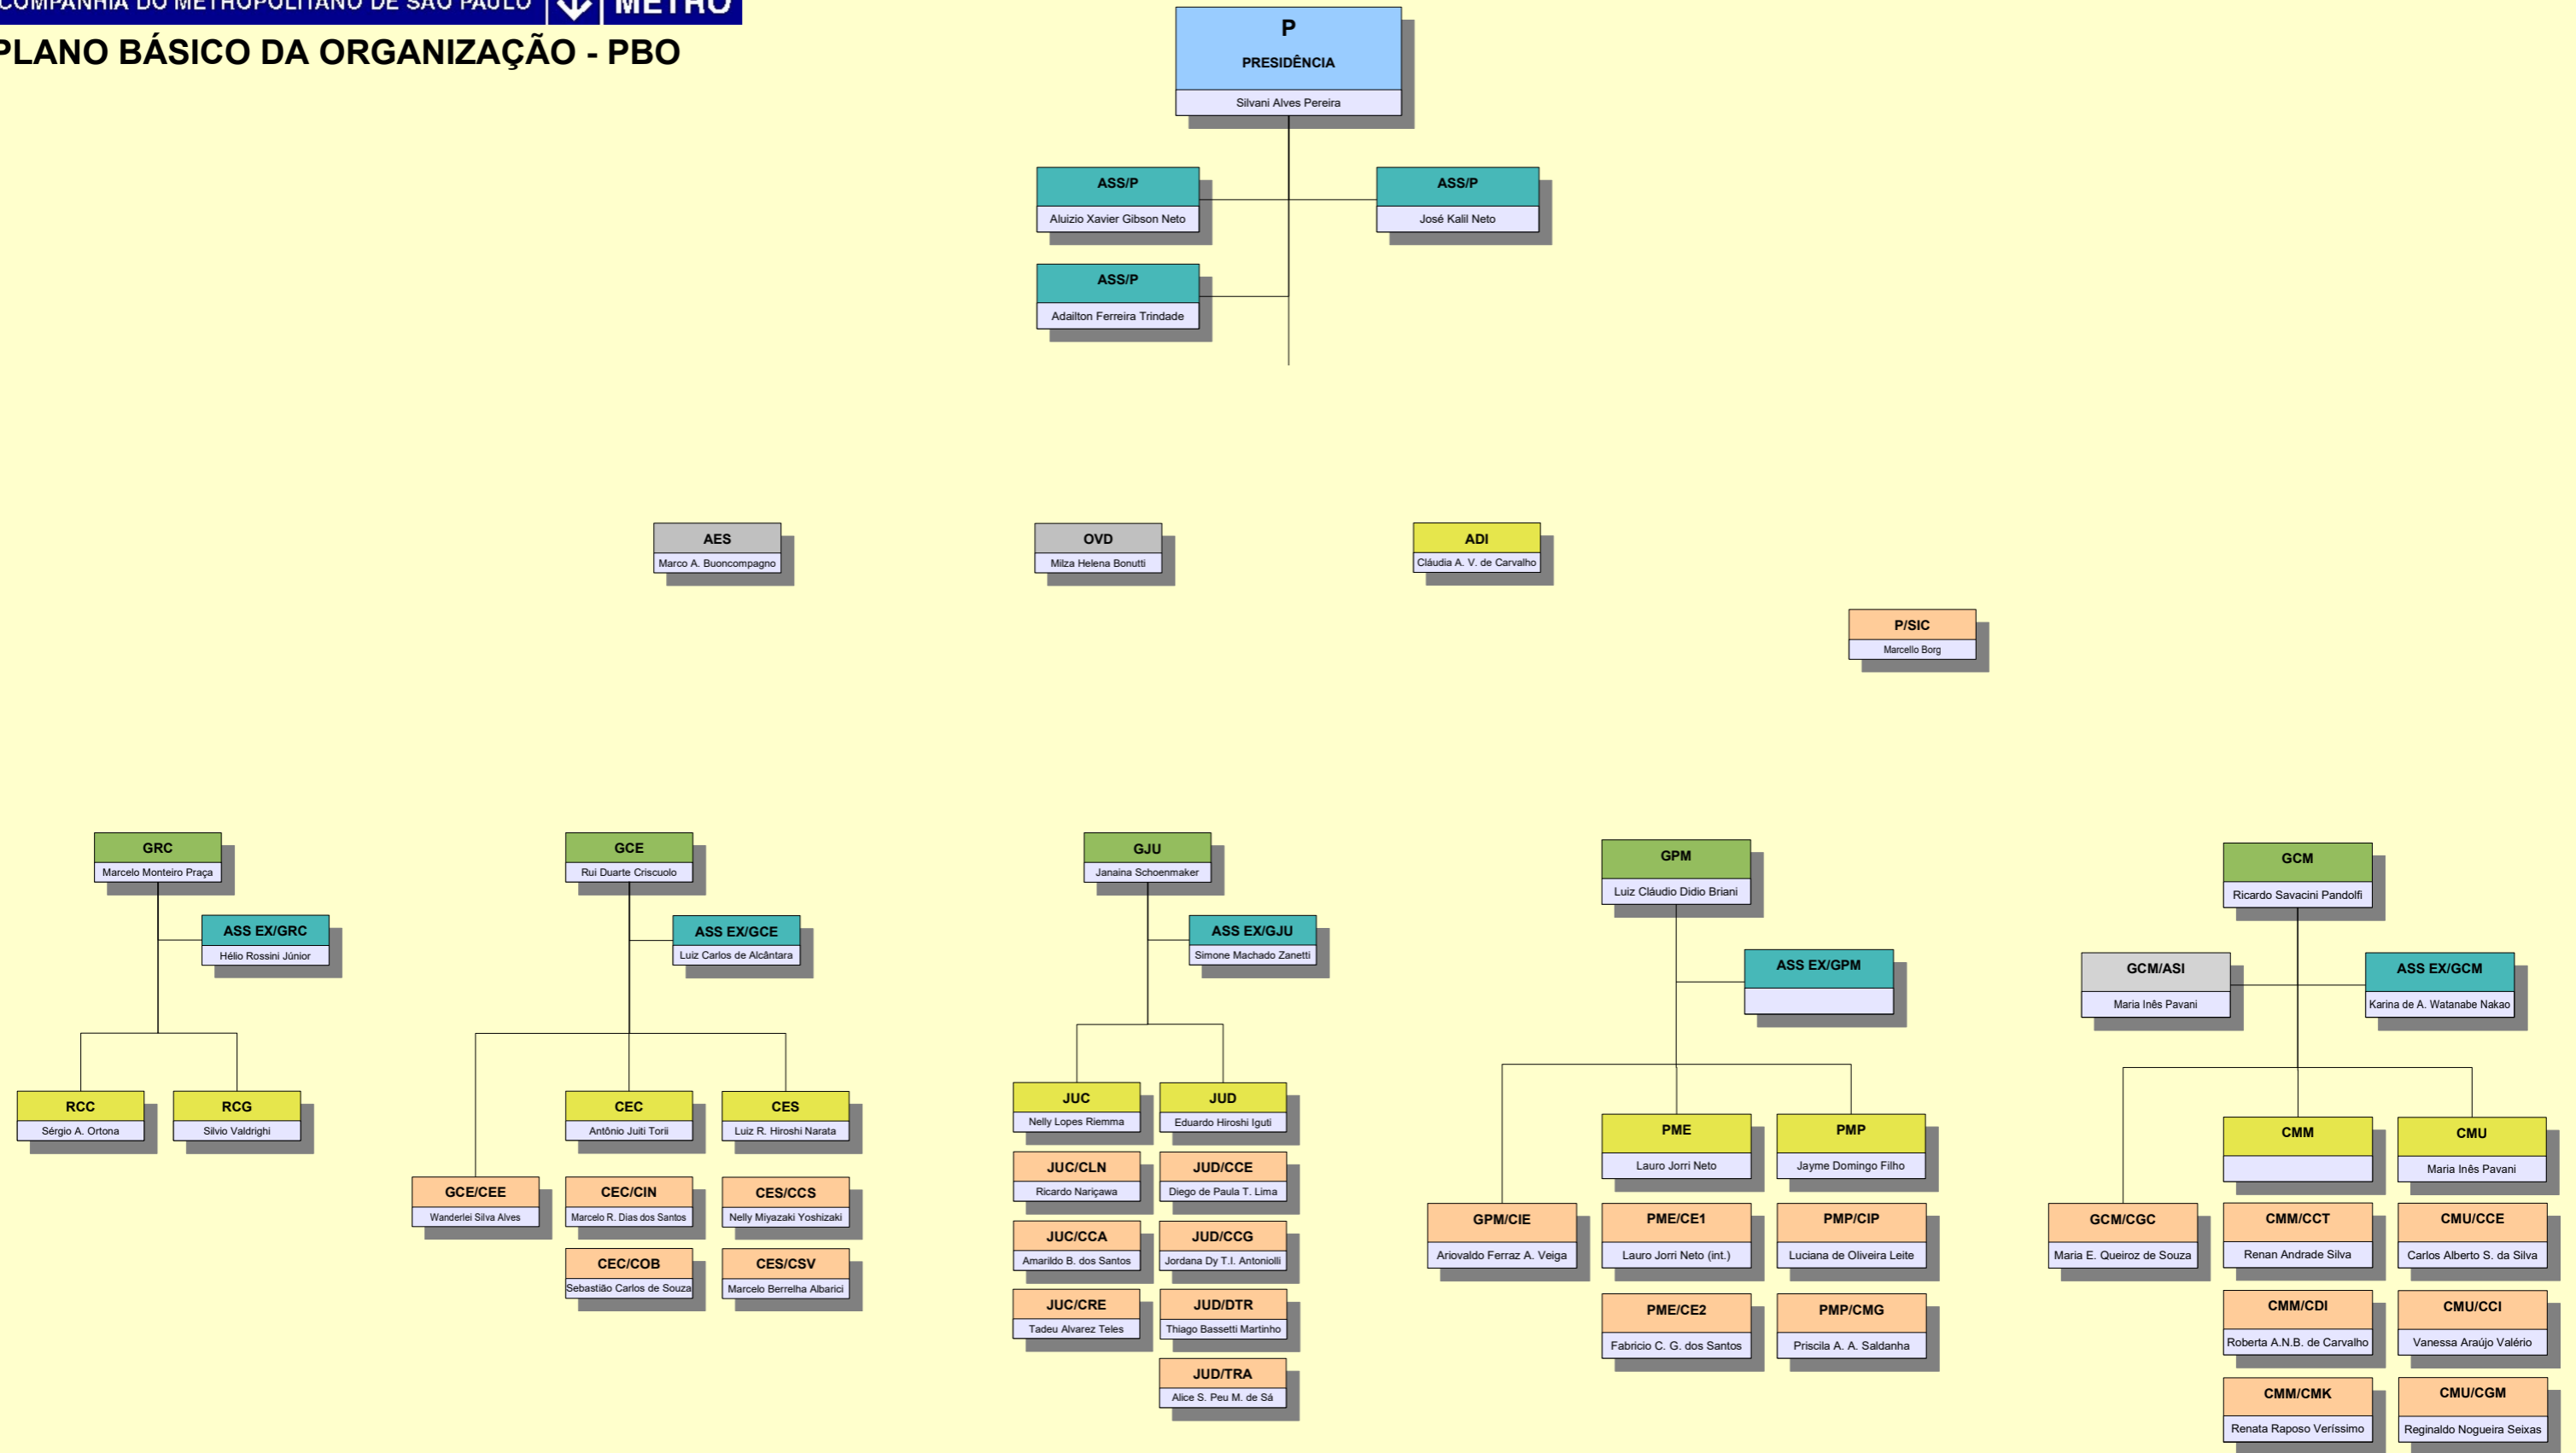 COMPANHIA DO METROPOLITANO DE SÃO PAULO METRÔ
PLANO BÁSICO DA ORGANIZAÇÃO - PBO
P
PRESIDÊNCIA
Silvani Alves Pereira
ASS/P
Aluizio Xavier Gibson Neto
ASS/P
José Kalil Neto
ASS/P
Adailton Ferreira Trindade
AES
Marco A. Buoncompagno
OVD
Milza Helena Bonutti
ADI
Cláudia A. V. de Carvalho
P/SIC
Marcello Borg
GRC
Marcelo Monteiro Praça
ASS EX/GRC
Hélio Rossini Júnior
RCC
Sérgio A. Ortona
RCG
Silvio Valdrighi
GCE
Rui Duarte Criscuolo
ASS EX/GCE
Luiz Carlos de Alcântara
CEC
Antônio Juiti Torii
CES
Luiz R. Hiroshi Narata
GCE/CEE
Wanderlei Silva Alves
CEC/CIN
Marcelo R. Dias dos Santos
CES/CCS
Nelly Miyazaki Yoshizaki
CEC/COB
Sebastião Carlos de Souza
CES/CSV
Marcelo Berrelha Albarici
GJU
Janaina Schoenmaker
ASS EX/GJU
Simone Machado Zanetti
JUC
Nelly Lopes Riemma
JUD
Eduardo Hiroshi Iguti
JUC/CLN
Ricardo Nariçawa
JUD/CCE
Diego de Paula T. Lima
JUC/CCA
Amarildo B. dos Santos
JUD/CCG
Jordana Dy T.I. Antoniolli
JUC/CRE
Tadeu Alvarez Teles
JUD/DTR
Thiago Bassetti Martinho
JUD/TRA
Alice S. Peu M. de Sá
GPM
Luiz Cláudio Didio Briani
ASS EX/GPM
PME
Lauro Jorri Neto
PMP
Jayme Domingo Filho
GPM/CIE
Ariovaldo Ferraz A. Veiga
PME/CE1
Lauro Jorri Neto (int.)
PMP/CIP
Luciana de Oliveira Leite
PME/CE2
Fabricio C. G. dos Santos
PMP/CMG
Priscila A. A. Saldanha
GCM
Ricardo Savacini Pandolfi
GCM/ASI
Maria Inês Pavani
ASS EX/GCM
Karina de A. Watanabe Nakao
CMM
CMU
Maria Inês Pavani
GCM/CGC
Maria E. Queiroz de Souza
CMM/CCT
Renan Andrade Silva
CMU/CCE
Carlos Alberto S. da Silva
CMM/CDI
Roberta A.N.B. de Carvalho
CMU/CCI
Vanessa Araújo Valério
CMM/CMK
Renata Raposo Veríssimo
CMU/CGM
Reginaldo Nogueira Seixas